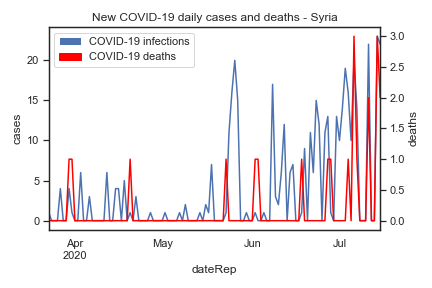 New COVID-19 daily cases and deaths - Syria
COVID-19 infections
COVID-19 deaths
20
15
10
5
0
cases
3.0
2.5
2.0
1.5
1.0
0.5
0.0
deaths
Apr
2020
May
Jun
Jul
dateRep